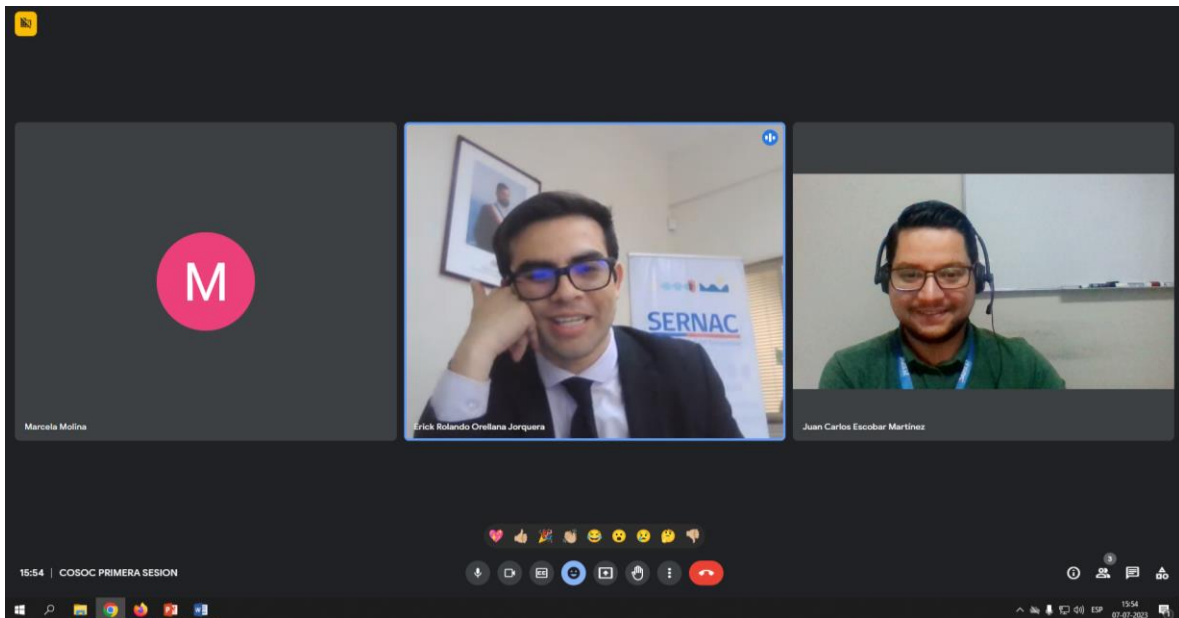 M
SERNAC
Marcela Molina
Erick Rolando Orellana Jorquera
Juan Carlos Escobar Martínez
3
15:54 | COSOC PRIMERA SESION
CC
ESP
15:54
07-07-2023